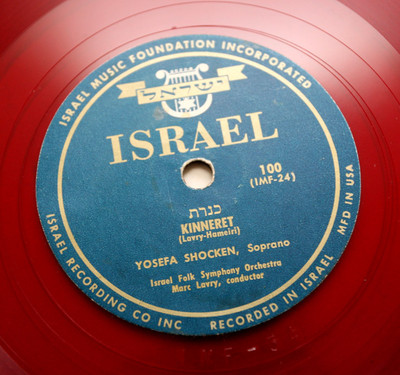 ISRAEL MUSIC FOUNDATION INCORPORATED
ישראל
ISRAEL
100
(IMF-24)
כנרת
KINNERET
(Lavry-Hameiri)
YOSEFA SHOCKEN, Soprano
Israel Folk Symphony Orchestra
Marc Lavry, conductor
ISRAEL RECORDING CO INC
RECORDED IN ISRAEL
MFD IN USA